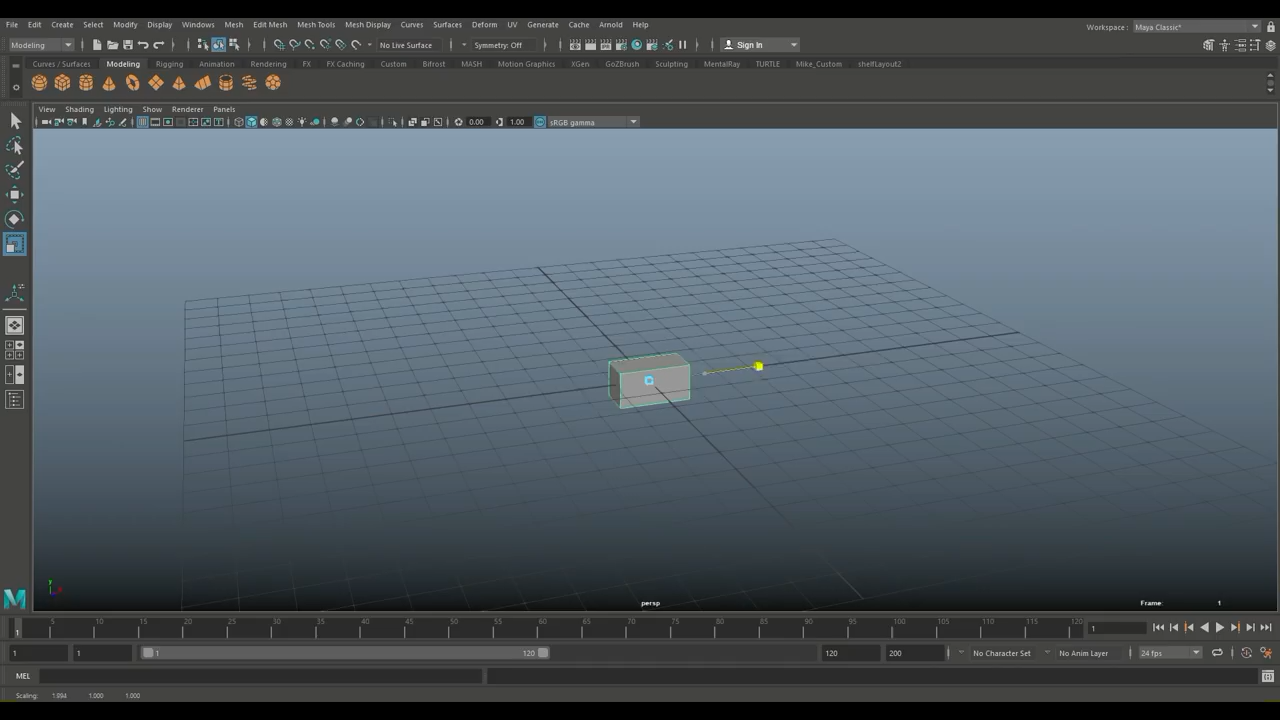 File Edit Create Select Modify Display Windows Mesh Edit Mesh Mesh Tools Mesh Display Curves Surfaces Deform UV Generate Cache Arnold Help
Workspace : Maya Classic*
Modeling No Live Surface Symmetry: Off Sign In
Curves / Surfaces Modeling Rigging Animation Rendering FX FX Caching Custom Bifrost MASH Motion Graphics XGen GoZBrush Sculpting MentalRay TURTLE Mike_Custom shelfLayout2
View Shading Lighting Show Renderer Panels
0.00 1.00 sRGB gamma
y
persp Frame: 1
1 5 10 15 20 25 30 35 40 45 50 55 60 65 70 75 80 85 90 95 100 105 110 115 120 1
1 1 1 120 120 200 No Character Set No Anim Layer 24 fps
MEL
Scaling: 1.994 1.000 1.000